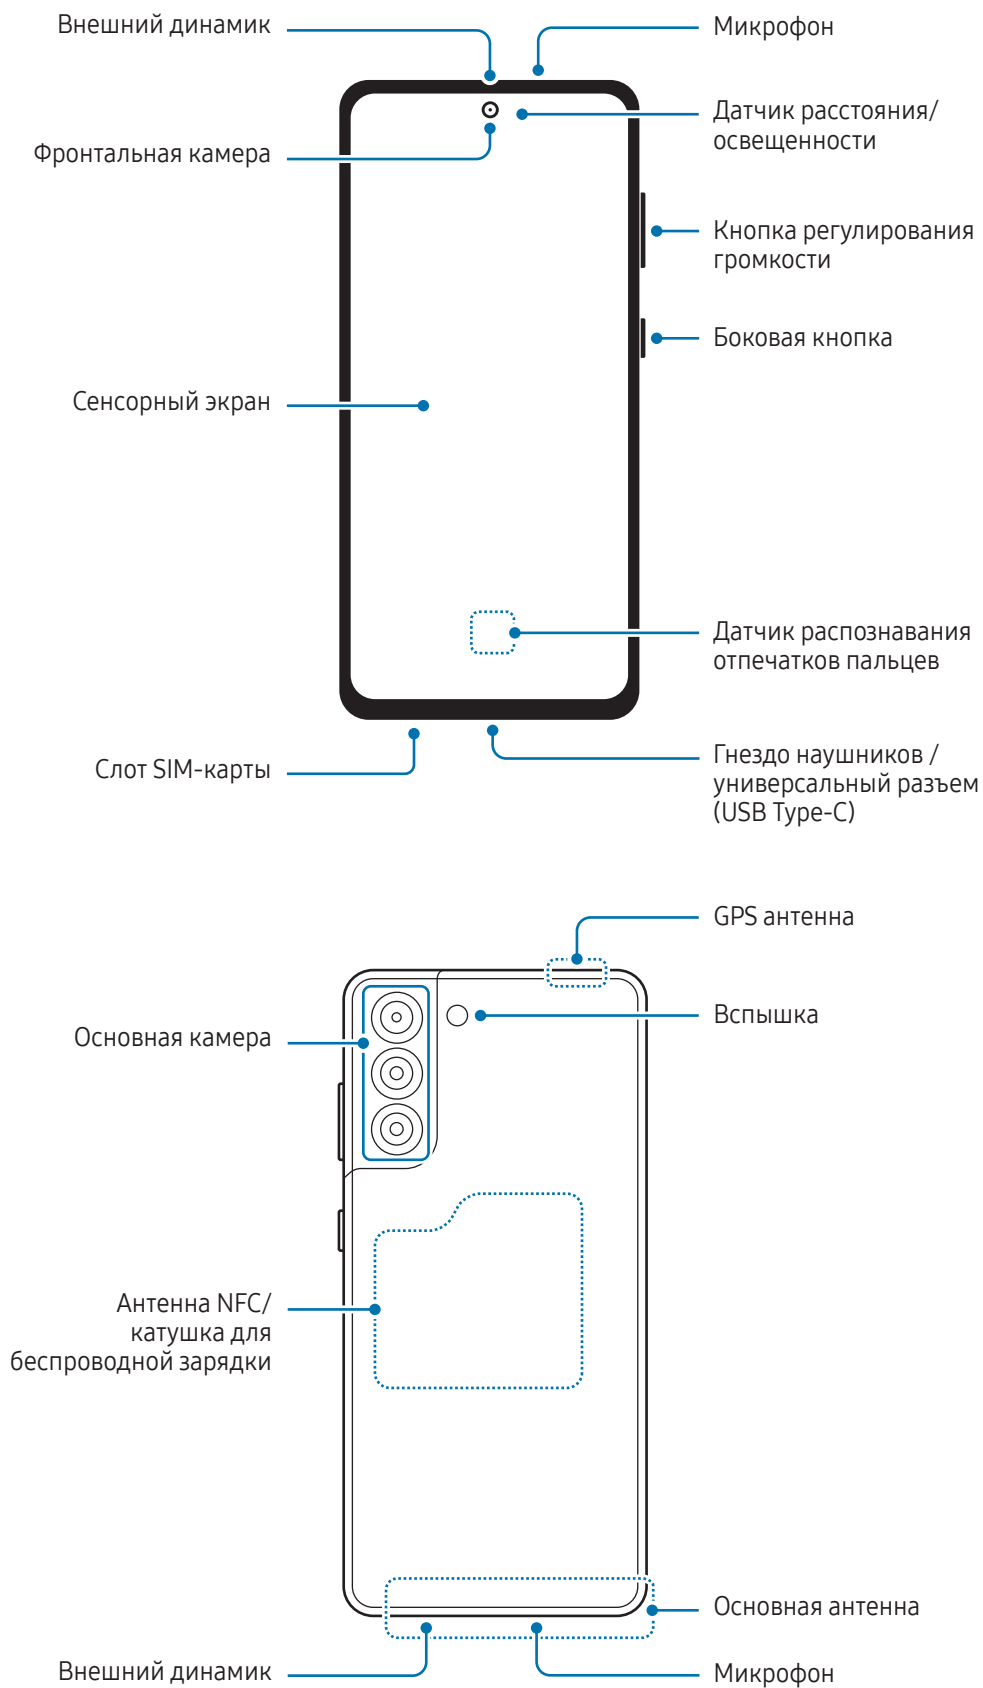 Внешний динамик
Микрофон
Датчик расстояния/
освещенности
Фронтальная камера
Кнопка регулирования
громкости
Боковая кнопка
Сенсорный экран
Датчик распознавания
отпечатков пальцев
Слот SIM-карты
Гнездо наушников /
универсальный разъем
(USB Type-C)
GPS антенна
Вспышка
Основная камера
Антенна NFC/
катушка для
беспроводной зарядки
Основная антенна
Внешний динамик
Микрофон